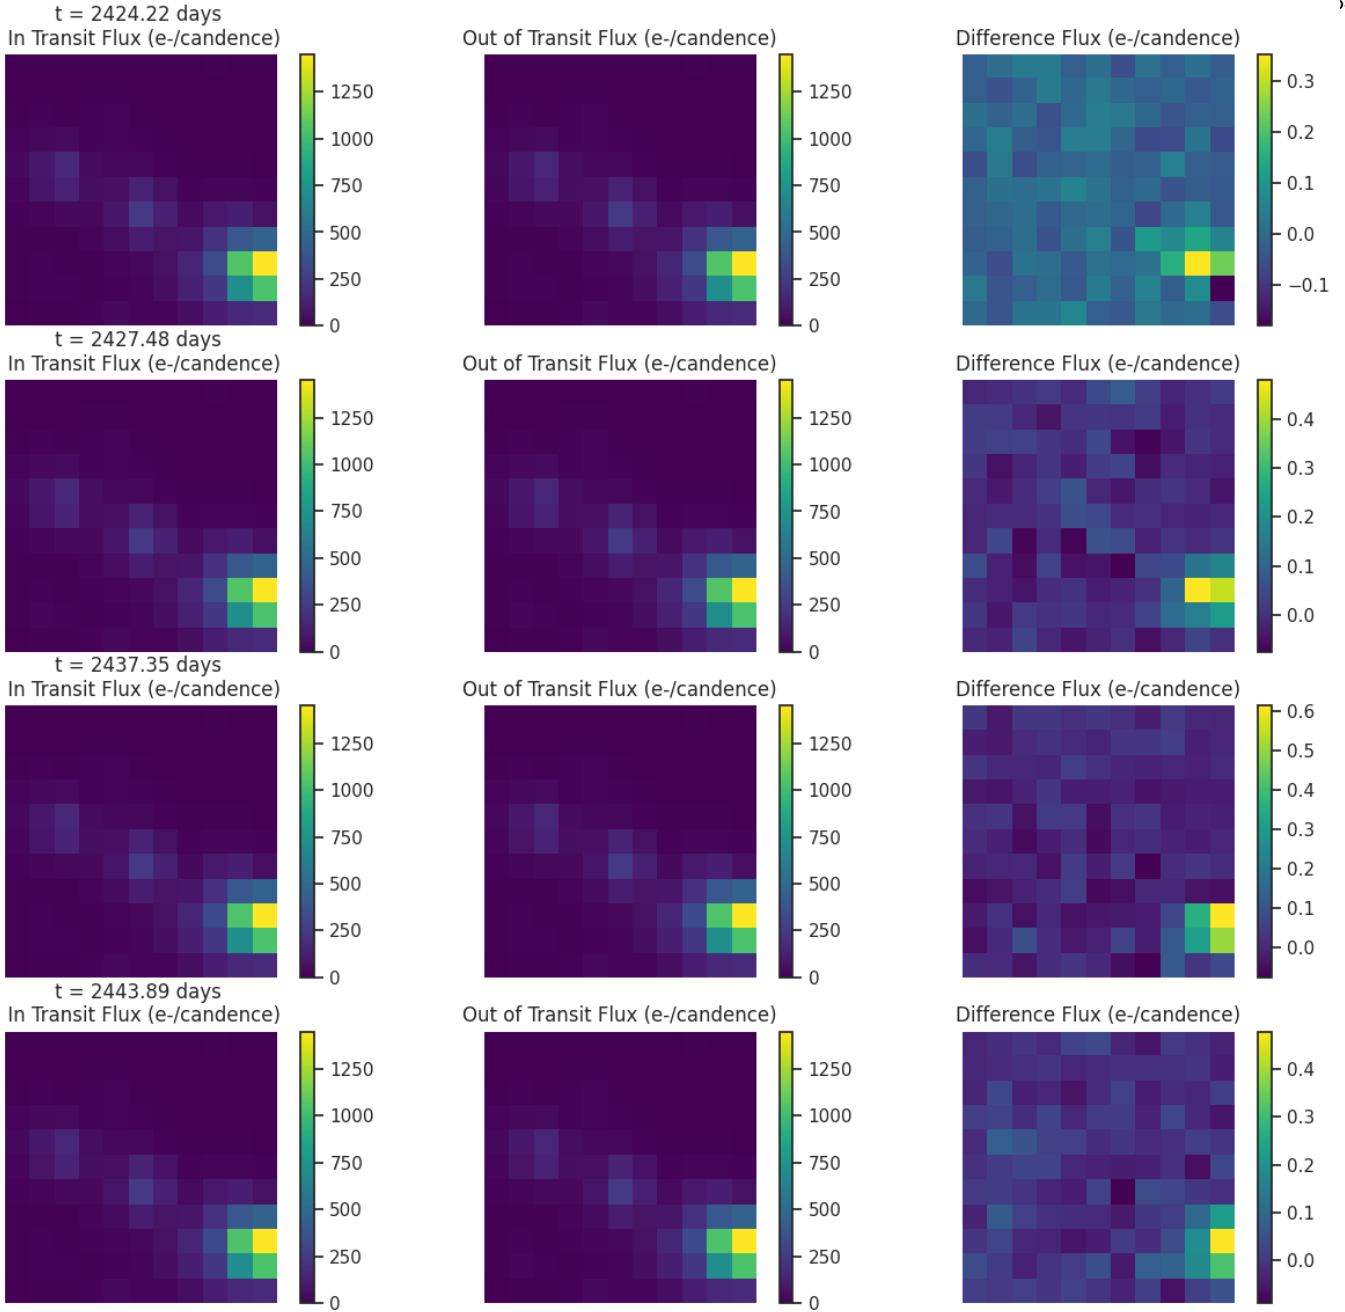 t = 2424.22 days
In Transit Flux (e-/candence) Out of Transit Flux (e-/candence) Difference Flux (e-/candence)
1250 1250 0.3
1000 1000 0.2
750 750 0.1
500 500 0.0
250 250 −0.1
0 0
t = 2427.48 days
In Transit Flux (e-/candence) Out of Transit Flux (e-/candence) Difference Flux (e-/candence)
1250 1250 0.4
1000 1000 0.3
750 750 0.2
500 500 0.1
250 250 0.0
0 0
t = 2437.35 days
In Transit Flux (e-/candence) Out of Transit Flux (e-/candence) Difference Flux (e-/candence)
0.6
1250 1250 0.5
1000 1000 0.4
750 750 0.3
500 500 0.2
250 250 0.1
0 0 0.0
t = 2443.89 days
In Transit Flux (e-/candence) Out of Transit Flux (e-/candence) Difference Flux (e-/candence)
1250 1250 0.4
1000 1000 0.3
750 750 0.2
500 500 0.1
250 250 0.0
0 0